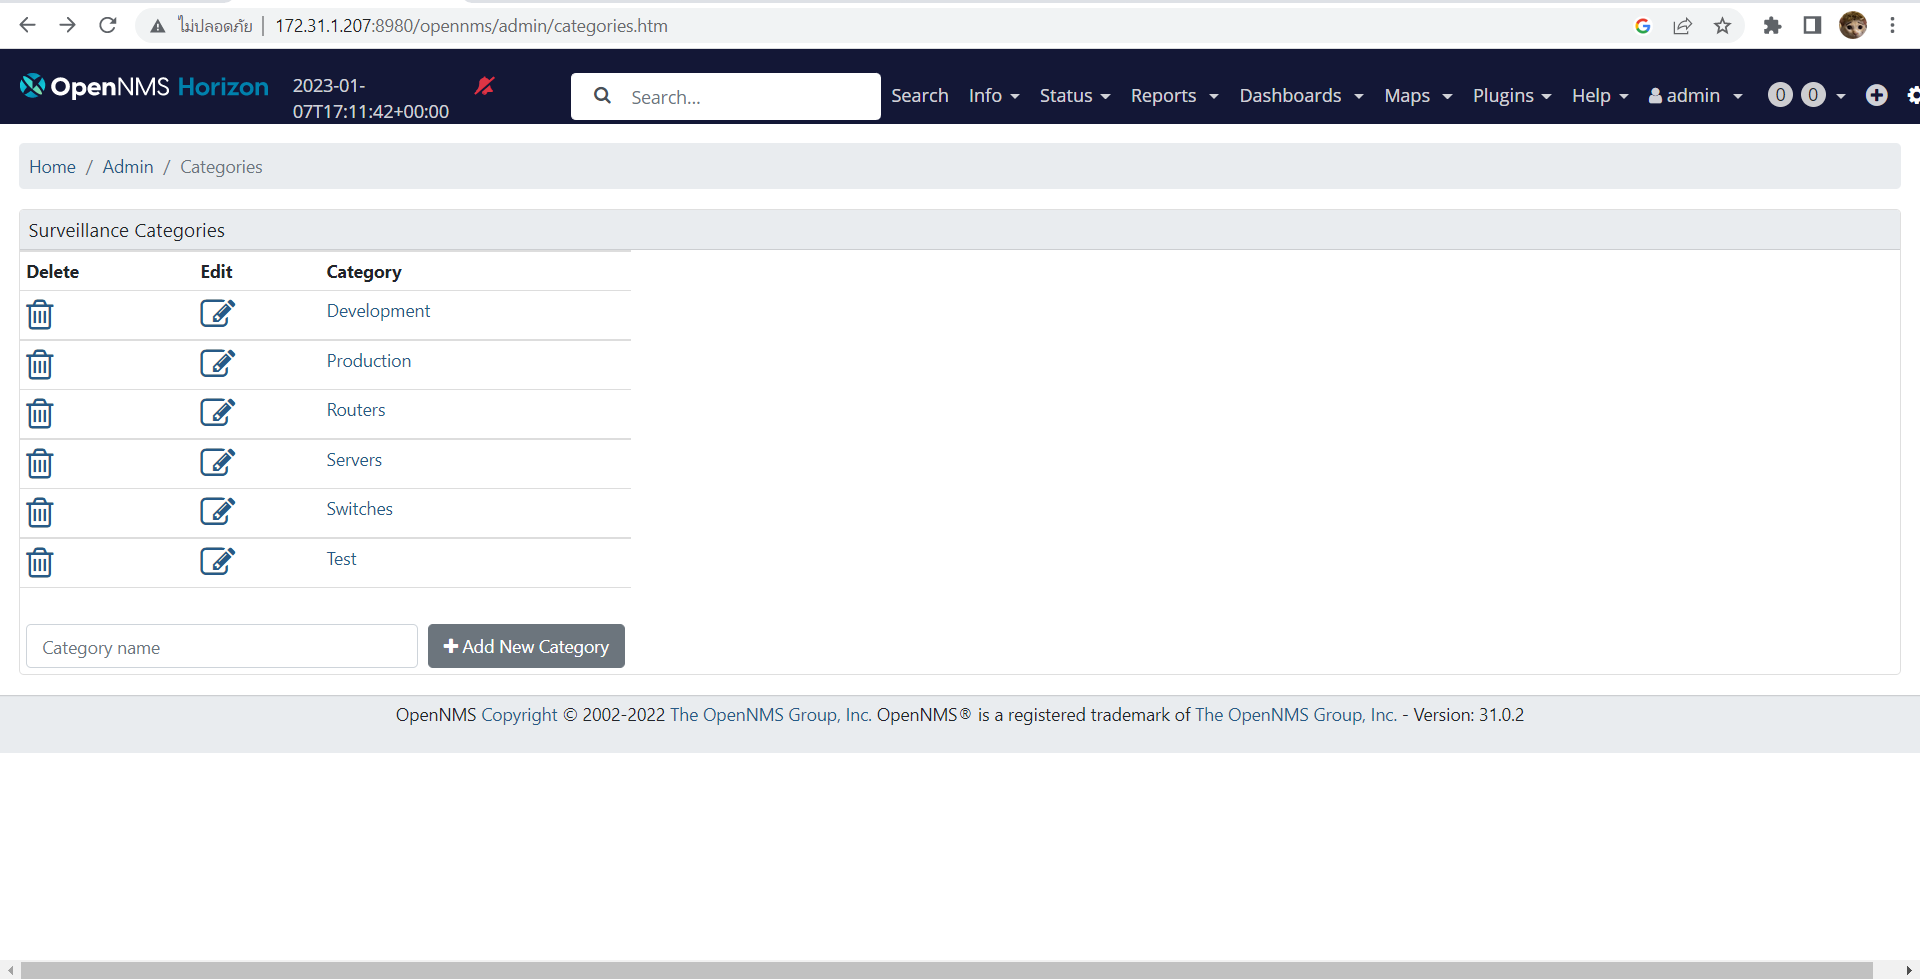 ไม่ปลอดภัย | 172.31.1.207:8980/opennms/admin/categories.htm
OpenNMS Horizon
2023-01-
07T17:11:42+00:00
Search...
Search Info Status Reports Dashboards Maps Plugins Help admin 0 0
Home / Admin / Categories
Surveillance Categories
Delete Edit Category
Development
Production
Routers
Servers
Switches
Test
Category name
Add New Category
OpenNMS Copyright © 2002-2022 The OpenNMS Group, Inc. OpenNMS® is a registered trademark of The OpenNMS Group, Inc. - Version: 31.0.2